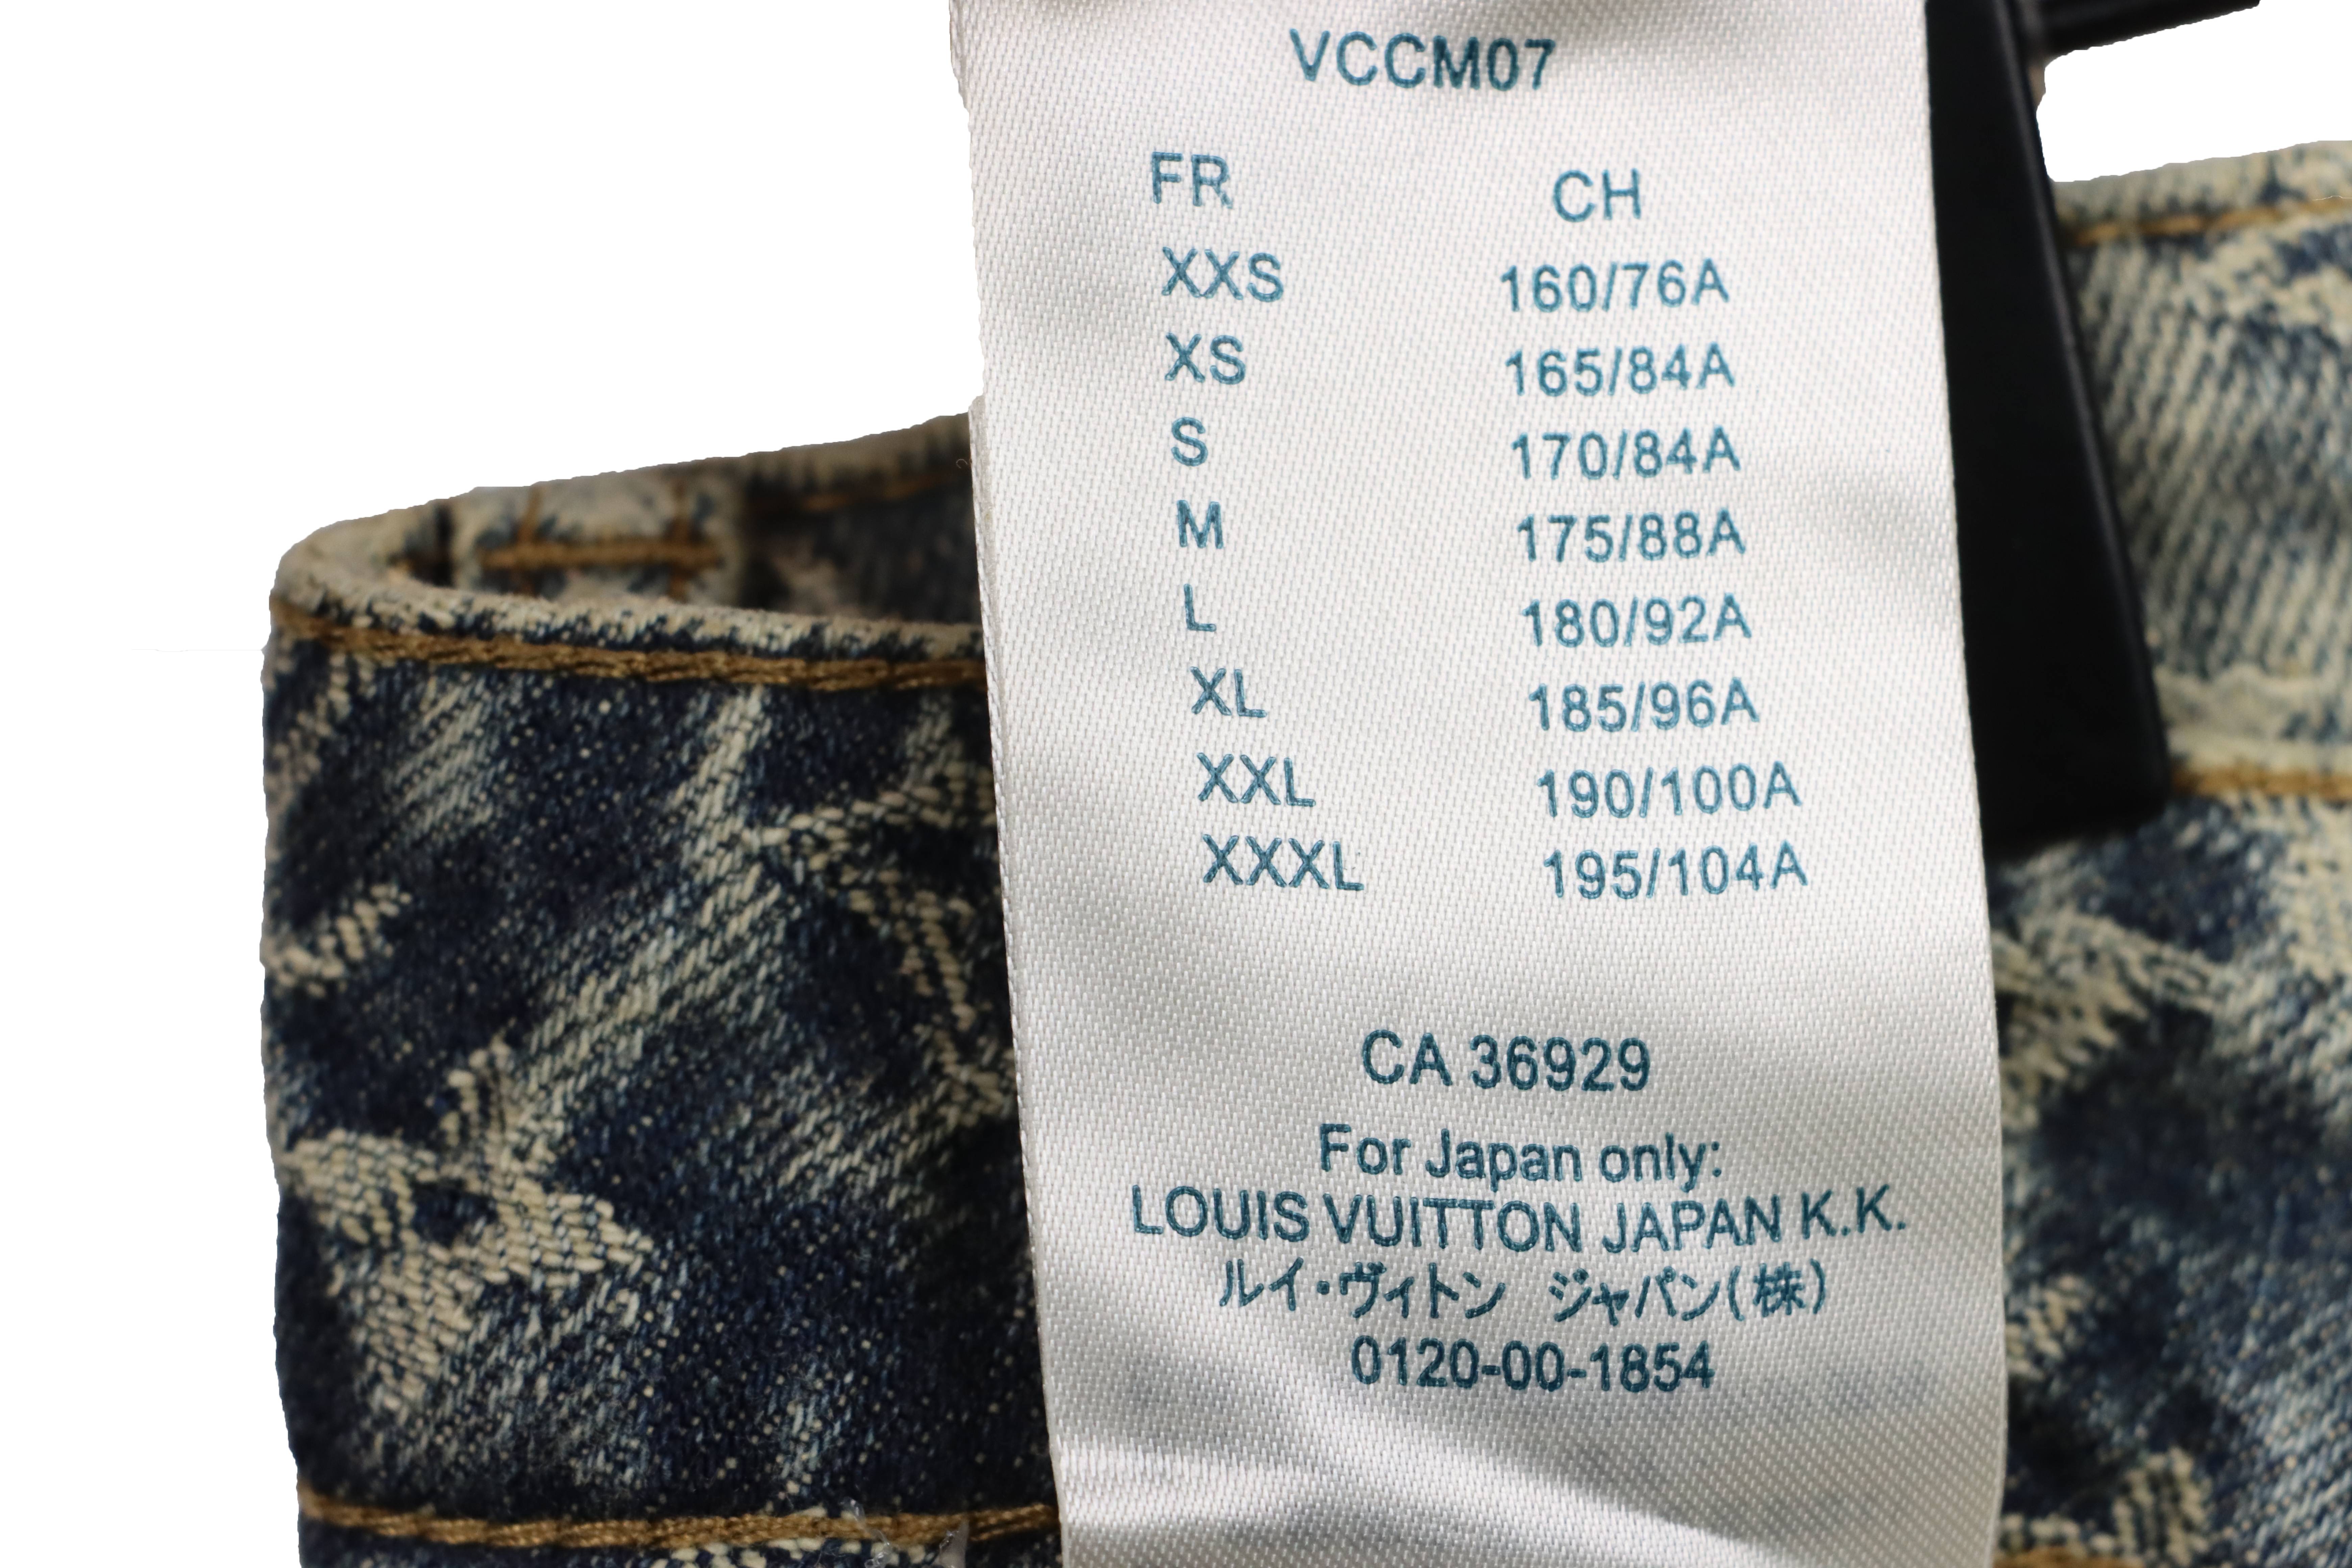 VCCM07
FR CH
XXS 160/76A
XS 165/84A
S 170/84A
M 175/88A
L 180/92A
XL 185/96A
XXL 190/100A
XXXL 195/104A
CA 36929
For Japan only:
LOUIS VUITTON JAPAN K.K.
ルイ・ヴィトン ジャパン(株)
0120-00-1854